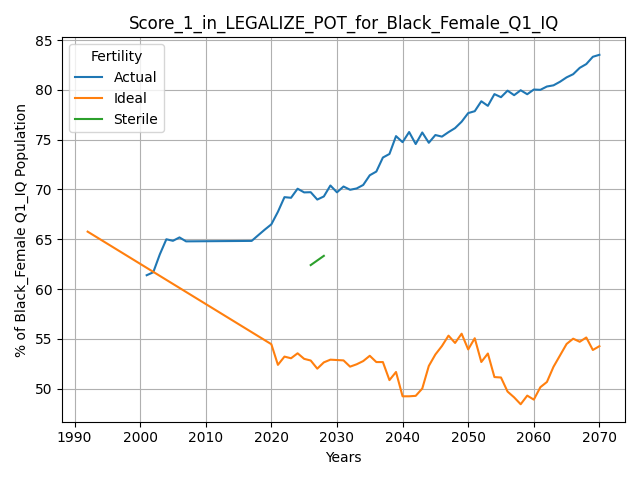 Score_1_in_LEGALIZE_POT_for_Black_Female_Q1_IQ
% of Black_Female Q1_IQ Population
85
80
75
70
65
60
55
50
Fertility
Actual
Ideal
Sterile
1990 2000 2010 2020 2030 2040 2050 2060 2070
Years